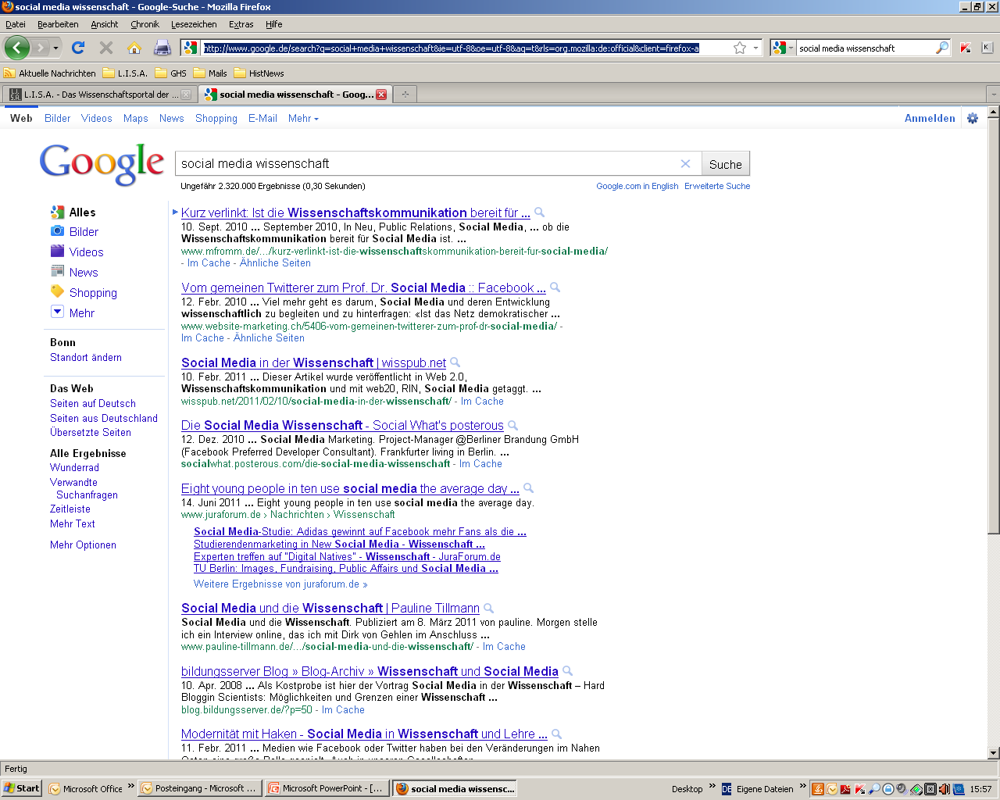 social media wissenschaft - Google-Suche - Mozilla Firefox
Datei Bearbeiten Ansicht Chronik Lesezeichen Extras Hilfe
http://www.google.de/search?q=social+media+wissenschaft&ie=utf-8&oe=utf-8&aq=t&rls=org.mozilla:de:official&client=firefox-a social media wissenschaft
Aktuelle Nachrichten L.I.S.A. GHS Mails HistNews
L.I.S.A. - Das Wissenschaftsportal der ... social media wissenschaft - Goog...
Web Bilder Videos Maps News Shopping E-Mail Mehr Anmelden
Google social media wissenschaft Suche
Ungefähr 2.320.000 Ergebnisse (0,30 Sekunden) Google.com in English Erweiterte Suche
Alles
Bilder
Videos
News
Shopping
Mehr
Bonn
Standort ändern
Das Web
Seiten auf Deutsch
Seiten aus Deutschland
Übersetzte Seiten
Alle Ergebnisse
Wunderrad
Verwandte
Suchanfragen
Zeitleiste
Mehr Text
Mehr Optionen
Kurz verlinkt: Ist die Wissenschaftskommunikation bereit für ...
10. Sept. 2010 ... September 2010, In Neu, Public Relations, Social Media, ... ob die
Wissenschaftskommunikation bereit für Social Media ist. ...
www.mfromm.de/.../kurz-verlinkt-ist-die-wissenschaftskommunikation-bereit-fur-social-media/
- Im Cache - Ähnliche Seiten
Vom gemeinen Twitterer zum Prof. Dr. Social Media :: Facebook ...
12. Febr. 2010 ... Viel mehr geht es darum, Social Media und deren Entwicklung
wissenschaftlich zu begleiten und zu hinterfragen: «Ist das Netz demokratischer ...
www.website-marketing.ch/5406-vom-gemeinen-twitterer-zum-prof-dr-social-media/ -
Im Cache - Ähnliche Seiten
Social Media in der Wissenschaft | wisspub.net
10. Febr. 2011 ... Dieser Artikel wurde veröffentlicht in Web 2.0,
Wissenschaftskommunikation und mit web20, RIN, Social Media getaggt. ...
wisspub.net/2011/02/10/social-media-in-der-wissenschaft/ - Im Cache
Die Social Media Wissenschaft - Social What's posterous
12. Dez. 2010 ... Social Media Marketing. Project-Manager @Berliner Brandung GmbH
(Facebook Preferred Developer Consultant). Frankfurter living in Berlin. ...
socialwhat.posterous.com/die-social-media-wissenschaft - Im Cache
Eight young people in ten use social media the average day ...
14. Juni 2011 ... Eight young people in ten use social media the average day.
www.juraforum.de › Nachrichten › Wissenschaft
Social Media-Studie: Adidas gewinnt auf Facebook mehr Fans als die ...
Studierendenmarketing in New Social Media - Wissenschaft ...
Experten treffen auf "Digital Natives" - Wissenschaft - JuraForum.de
TU Berlin: Images, Fundraising, Public Affairs und Social Media ...
Weitere Ergebnisse von juraforum.de »
Social Media und die Wissenschaft | Pauline Tillmann
Social Media und die Wissenschaft. Publiziert am 8. März 2011 von pauline. Morgen stelle
ich ein Interview online, das ich mit Dirk von Gehlen im Anschluss ...
www.pauline-tillmann.de/.../social-media-und-die-wissenschaft/ - Im Cache
bildungsserver Blog » Blog-Archiv » Wissenschaft und Social Media
10. Apr. 2008 ... Als Kostprobe ist hier der Vortrag Social Media in der Wissenschaft – Hard
Bloggin Scientists: Möglichkeiten und Grenzen einer Wissenschaft ...
blog.bildungsserver.de/?p=50 - Im Cache
Modernität mit Haken - Social Media in Wissenschaft und Lehre ...
11. Febr. 2011 ... Medien wie Facebook oder Twitter haben bei den Veränderungen im Nahen
Fertig
Start Microsoft Office » Posteingang - Microsoft ... Microsoft PowerPoint - [... social media wissensc... Desktop » DE Eigene Dateien » 15:57